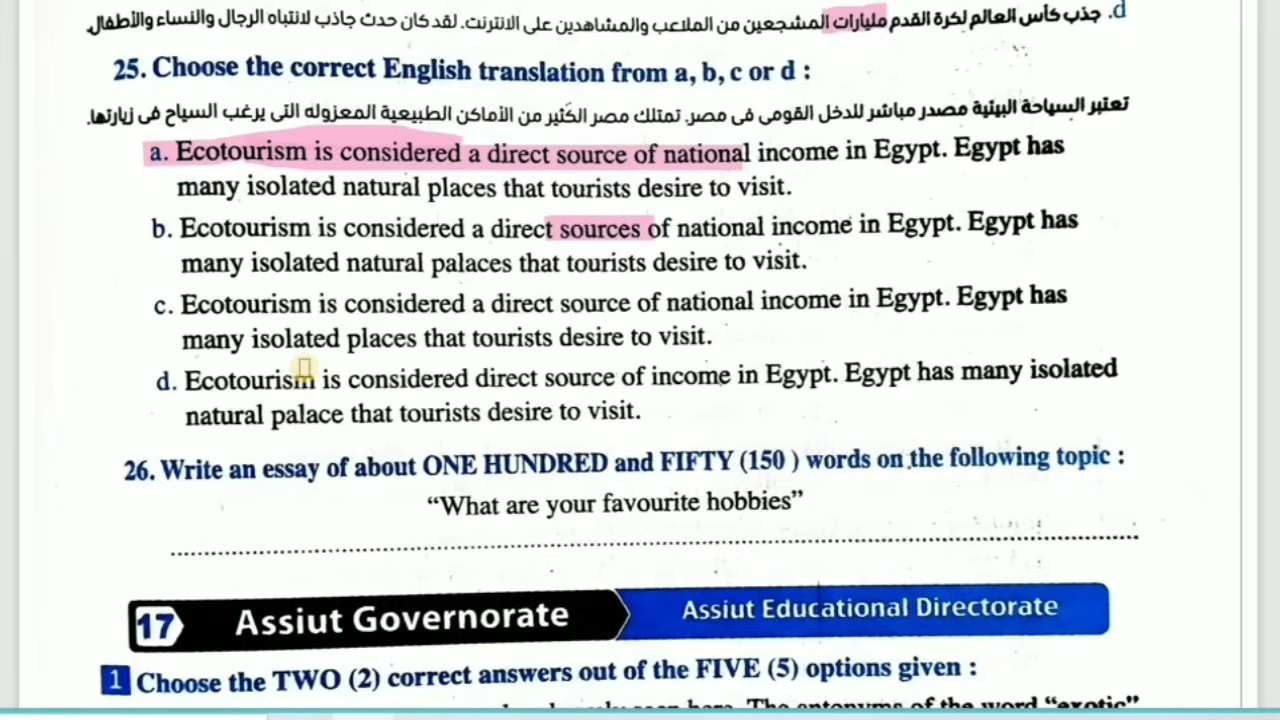 d. جذب كأس العالم لكرة القدم مليارات المشجعين من الملاعب والمشاهدين على الانترنت. لقد كان حدث جاذب لانتباه الرجال والنساء والأطفال.
25. Choose the correct English translation from a, b, c or d :
تعتبر السياحة البيئية مصدر مباشر للدخل القومى فى مصر. تمتلك مصر الكَثير من الأماكن الطبيعية المعزوله التى يرغب السياح فى زيارتها.
a. Ecotourism is considered a direct source of national income in Egypt. Egypt has
many isolated natural places that tourists desire to visit.
b. Ecotourism is considered a direct sources of national income in Egypt. Egypt has
many isolated natural palaces that tourists desire to visit.
c. Ecotourism is considered a direct source of national income in Egypt. Egypt has
many isolated places that tourists desire to visit.
d. Ecotourism is considered direct source of income in Egypt. Egypt has many isolated
natural palace that tourists desire to visit.
26. Write an essay of about ONE HUNDRED and FIFTY (150 ) words on the following topic :
“What are your favourite hobbies”
17 Assiut Governorate Assiut Educational Directorate
1 Choose the TWO (2) correct answers out of the FIVE (5) options given :
here. The antonyms of the word “exotic”